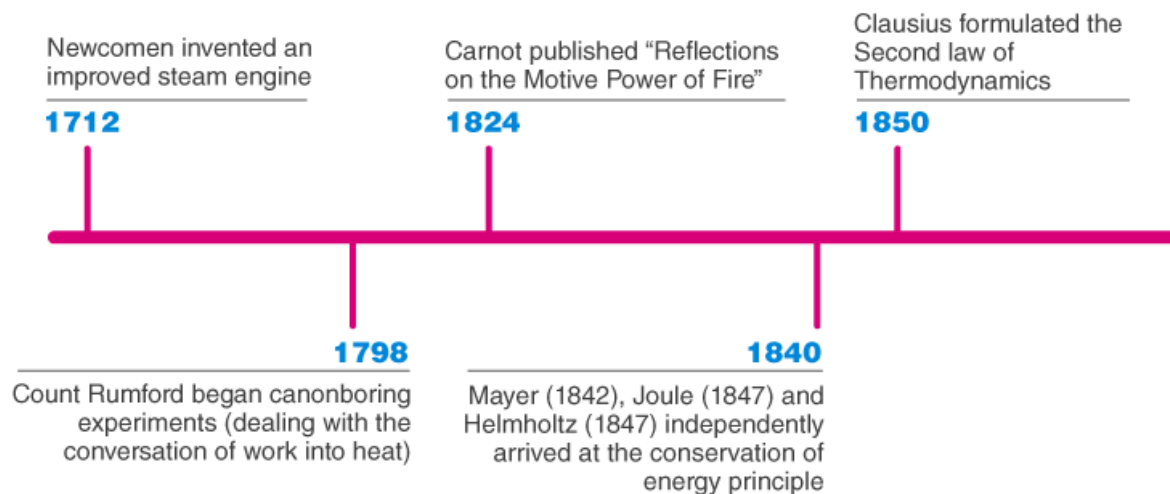 Newcomen invented an
improved steam engine
1712
Carnot published “Reflections
on the Motive Power of Fire”
1824
Clausius formulated the
Second law of
Thermodynamics
1850
1798
Count Rumford began canonboring
experiments (dealing with the
conversation of work into heat)
1840
Mayer (1842), Joule (1847) and
Helmholtz (1847) independently
arrived at the conservation of
energy principle